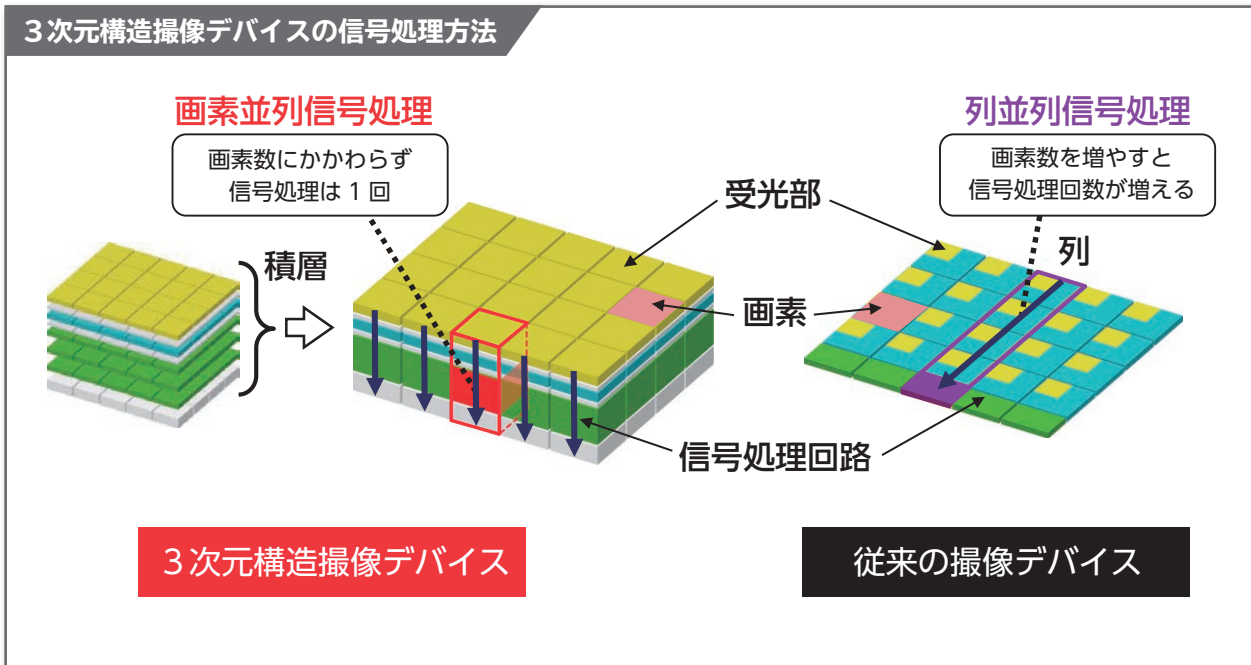 3次元構造撮像デバイスの信号処理方法
画素並列信号処理
画素数にかかわらず
信号処理は 1 回
積層
受光部
画素
信号処理回路
3次元構造撮像デバイス
列並列信号処理
画素数を増やすと
信号処理回数が増える
列
従来の撮像デバイス